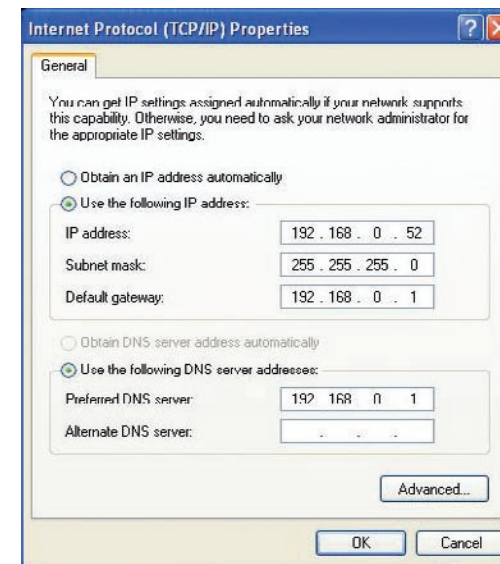 Internet Protocol (TCP/IP) Properties
General
You can get IP settings assigned automatically if your network supports
this capability. Otherwise, you need to ask your network administrator for
the appropriate IP settings.
Obtain an IP address automatically
Use the following IP address:
IP address: 192 . 168 . 0 . 52
Subnet mask: 255 . 255 . 255 . 0
Default gateway: 192 . 168 . 0 . 1
Obtain DNS server address automatically
Use the following DNS server addresses:
Preferred DNS server: 192 168 0 1
Alternate DNS server: . . .
Advanced...
OK Cancel